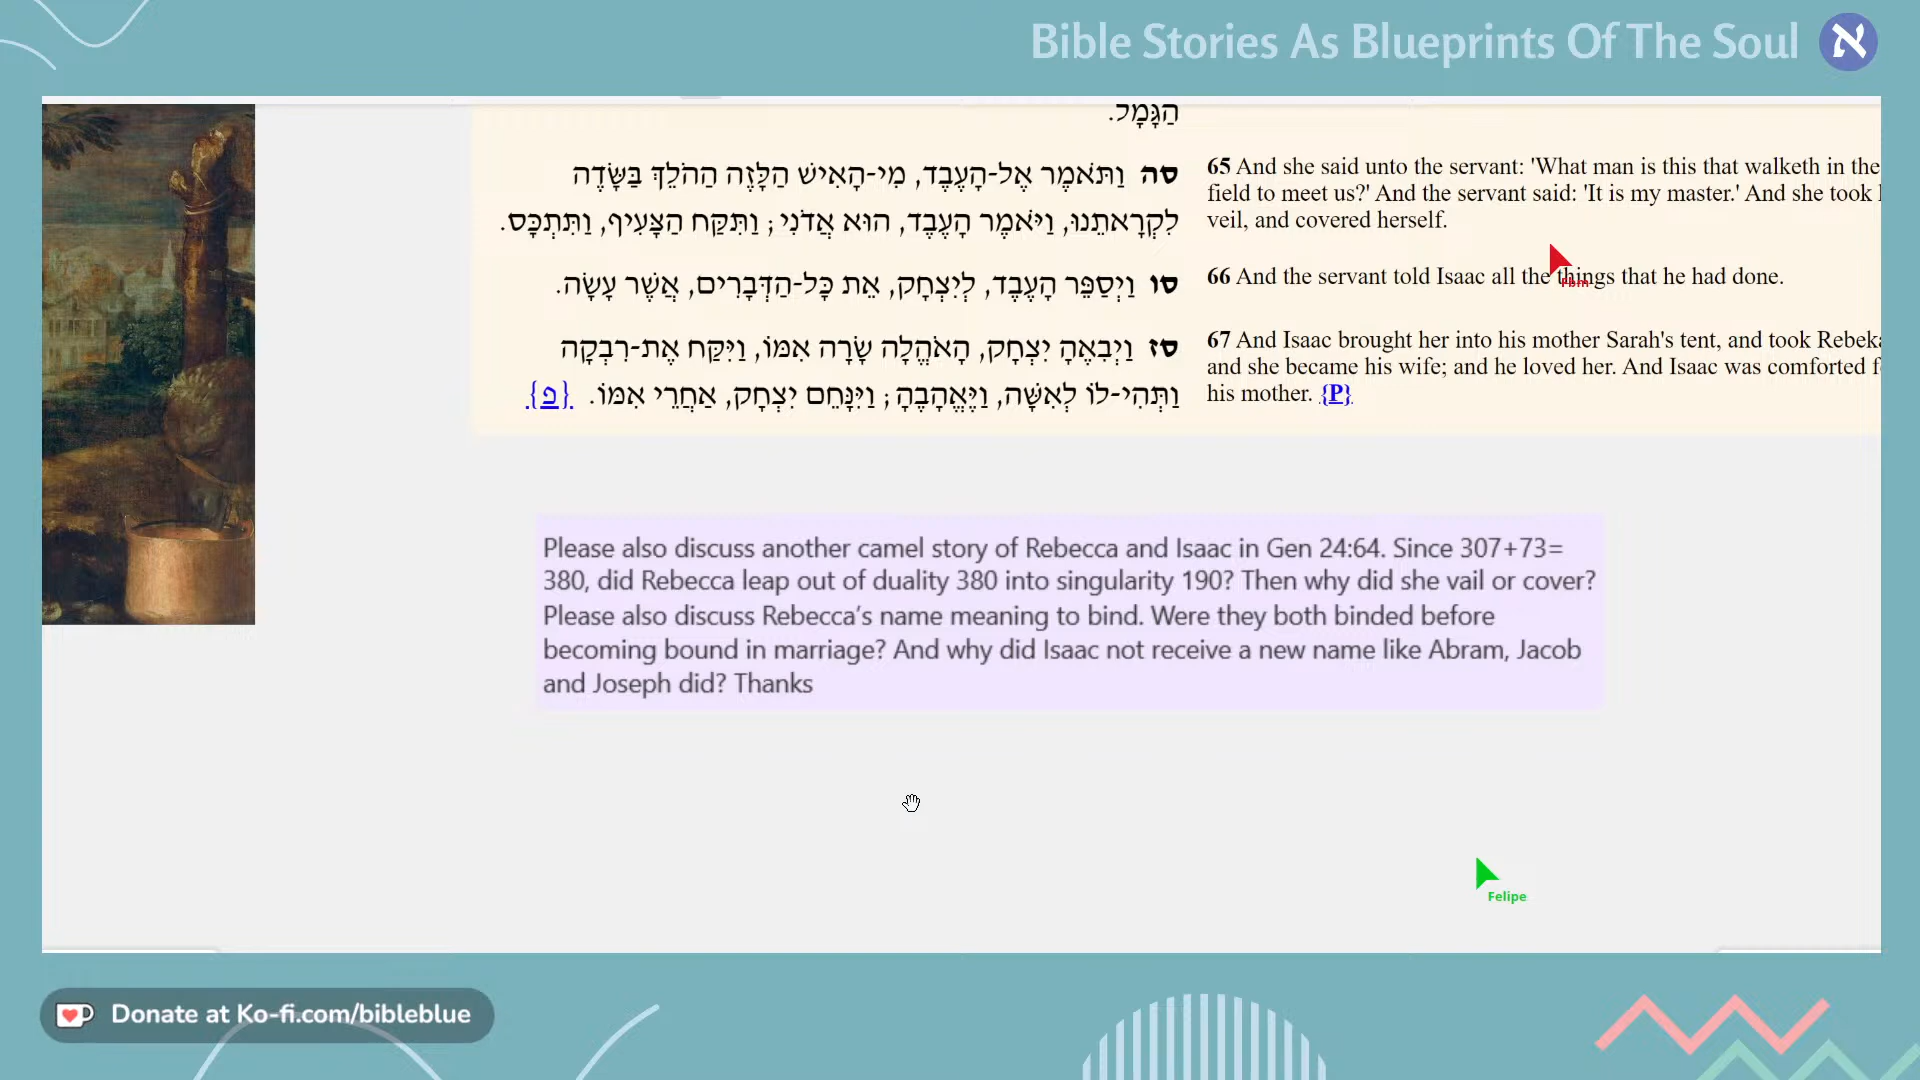 Bible Stories As Blueprints Of The Soul
א
הַגָּמָל.
סה וַתֹּאמֶר אֶל-הָעֶבֶד, מִי-הָאִישׁ הַלָּזֶה הַהֹלֵךְ בַּשָּׂדֶה
לִקְרָאתֵנוּ, וַיֹּאמֶר הָעֶבֶד, הוּא אֲדֹנִי; וַתִּקַּח הַצָּעִיף, וַתִּתְכָּס.
65 And she said unto the servant: 'What man is this that walketh in the
field to meet us?' And the servant said: 'It is my master.' And she took
veil, and covered herself.
סו וַיְסַפֵּר הָעֶבֶד, לְיִצְחָק, אֵת כָּל-הַדְּבָרִים, אֲשֶׁר עָשָׂה.
66 And the servant told Isaac all the things that he had done.
סז וַיְבִאֶהָ יִצְחָק, הָאֹהֱלָה שָׂרָה אִמּוֹ, וַיִּקַּח אֶת-רִבְקָה
וַתְּהִי-לוֹ לְאִשָּׁה, וַיֶּאֱהָבֶהָ; וַיִּנָּחֵם יִצְחָק, אַחֲרֵי אִמּוֹ. {פ}
67 And Isaac brought her into his mother Sarah's tent, and took
and she became his wife; and he loved her. And Isaac was comforted
his mother. {P}
Please also discuss another camel story of Rebecca and Isaac in Gen 24:64. Since 307+73=
380, did Rebecca leap out of duality 380 into singularity 190? Then why did she vail or cover?
Please also discuss Rebecca's name meaning to bind. Were they both binded before
becoming bound in marriage? And why did Isaac not receive a new name like Abram, Jacob
and Joseph did? Thanks
Felipe
Donate at Ko-fi.com/bibleblue